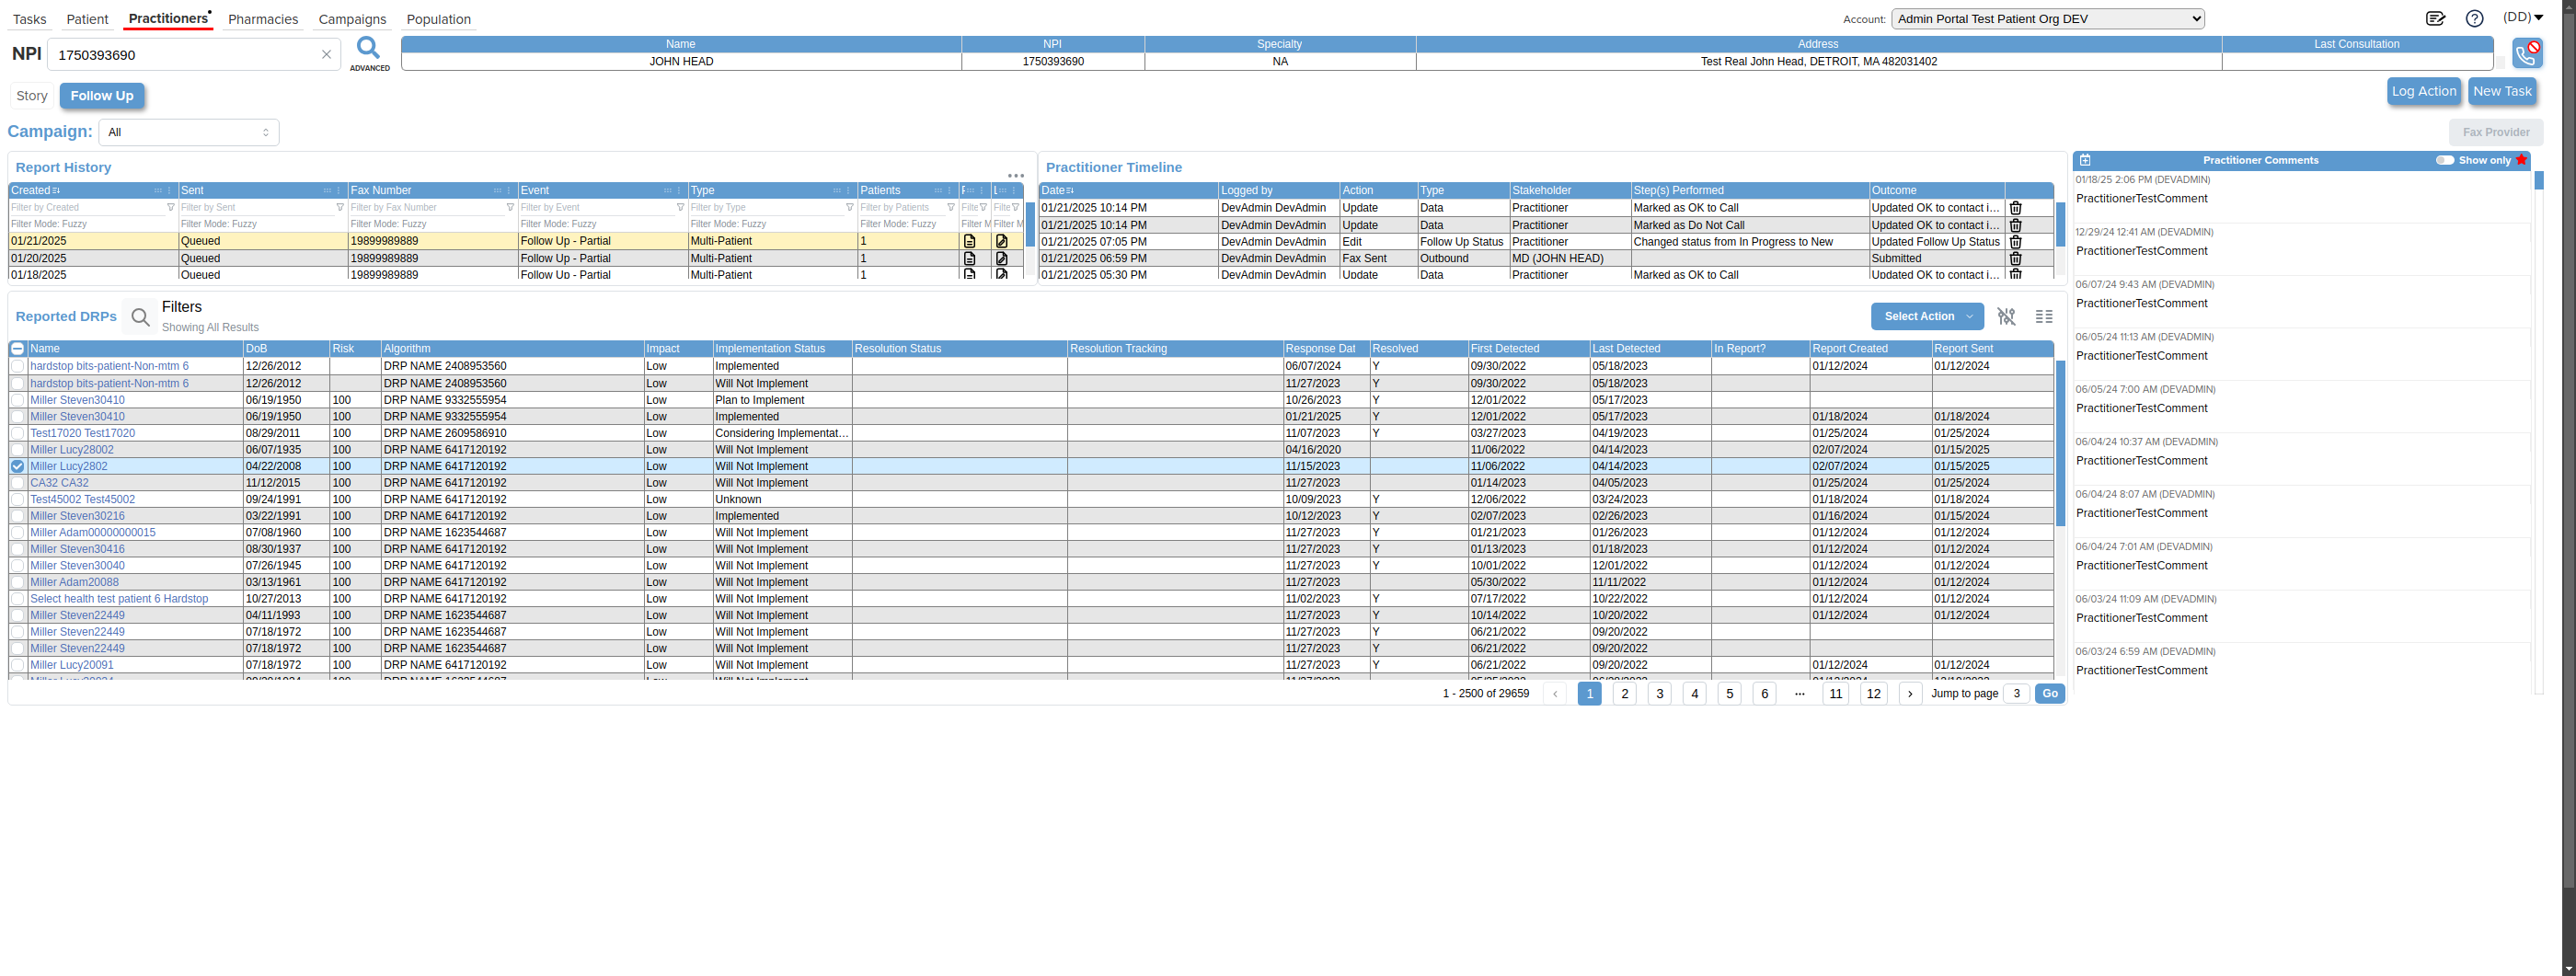 Tasks Patient Practitioners Pharmacies Campaigns Population Account: Admin Portal Test Patient Org DEV (DD)
NPI 1750393690 ADVANCED
Name NPI Specialty Address Last Consultation
JOHN HEAD 1750393690 NA Test Real John Head, DETROIT, MA 482031402
Story Follow Up Log Action New Task
Campaign: All Fax Provider
Report History
Created Sent Fax Number Event Type Patients
Filter by Created Filter by Sent Filter by Fax Number Filter by Event Filter by Type Filter by Patients
Filter Mode: Fuzzy Filter Mode: Fuzzy Filter Mode: Fuzzy Filter Mode: Fuzzy Filter Mode: Fuzzy Filter Mode: Fuzzy
01/21/2025 Queued 19899989889 Follow Up - Partial Multi-Patient 1
01/20/2025 Queued 19899989889 Follow Up - Partial Multi-Patient 1
01/18/2025 Queued 19899989889 Follow Up - Partial Multi-Patient 1
Practitioner Timeline
Date Logged by Action Type Stakeholder Step(s) Performed Outcome
01/21/2025 10:14 PM DevAdmin DevAdmin Update Data Practitioner Marked as OK to Call Updated OK to contact i...
01/21/2025 10:14 PM DevAdmin DevAdmin Update Data Practitioner Marked as Do Not Call Updated OK to contact i...
01/21/2025 07:05 PM DevAdmin DevAdmin Edit Follow Up Status Practitioner Changed status from In Progress to New Updated Follow Up Status
01/21/2025 06:59 PM DevAdmin DevAdmin Fax Sent Outbound MD (JOHN HEAD) Submitted
01/21/2025 05:30 PM DevAdmin DevAdmin Update Data Practitioner Marked as OK to Call Updated OK to contact i...
Practitioner Comments Show only
01/18/25 2:06 PM (DEVADMIN)
PractitionerTestComment
12/29/24 12:41 AM (DEVADMIN)
PractitionerTestComment
06/07/24 9:43 AM (DEVADMIN)
PractitionerTestComment
06/05/24 11:13 AM (DEVADMIN)
PractitionerTestComment
06/05/24 7:00 AM (DEVADMIN)
PractitionerTestComment
06/04/24 10:37 AM (DEVADMIN)
PractitionerTestComment
06/04/24 8:07 AM (DEVADMIN)
PractitionerTestComment
06/04/24 7:01 AM (DEVADMIN)
PractitionerTestComment
06/03/24 11:09 AM (DEVADMIN)
PractitionerTestComment
06/03/24 6:59 AM (DEVADMIN)
PractitionerTestComment
Reported DRPs Filters Select Action
Showing All Results
Name DoB Risk Algorithm Impact Implementation Status Resolution Status Resolution Tracking Response Dat Resolved First Detected Last Detected In Report? Report Created Report Sent
hardstop bits-patient-Non-mtm 6 12/26/2012 DRP NAME 2408953560 Low Implemented 06/07/2024 Y 09/30/2022 05/18/2023 01/12/2024 01/12/2024
hardstop bits-patient-Non-mtm 6 12/26/2012 DRP NAME 2408953560 Low Will Not Implement 11/27/2023 Y 09/30/2022 05/18/2023
Miller Steven30410 06/19/1950 100 DRP NAME 9332555954 Low Plan to Implement 10/26/2023 Y 12/01/2022 05/17/2023
Miller Steven30410 06/19/1950 100 DRP NAME 9332555954 Low Implemented 01/21/2025 Y 12/01/2022 05/17/2023 01/18/2024 01/18/2024
Test17020 Test17020 08/29/2011 100 DRP NAME 2609586910 Low Considering Implementat... 11/07/2023 Y 03/27/2023 04/19/2023 01/25/2024 01/25/2024
Miller Lucy28002 06/07/1935 100 DRP NAME 6417120192 Low Will Not Implement 04/16/2020 11/06/2022 04/14/2023 02/07/2024 01/15/2025
Miller Lucy2802 04/22/2008 100 DRP NAME 6417120192 Low Will Not Implement 11/15/2023 11/06/2022 04/14/2023 02/07/2024 01/15/2025
CA32 CA32 11/12/2015 100 DRP NAME 6417120192 Low Will Not Implement 11/27/2023 01/14/2023 04/05/2023 01/25/2024 01/25/2024
Test45002 Test45002 09/24/1991 100 DRP NAME 6417120192 Low Unknown 10/09/2023 Y 12/06/2022 03/24/2023 01/18/2024 01/18/2024
Miller Steven30216 03/22/1991 100 DRP NAME 6417120192 Low Implemented 10/12/2023 Y 02/07/2023 02/26/2023 01/16/2024 01/15/2024
Miller Adam00000000015 07/08/1960 100 DRP NAME 1623544687 Low Will Not Implement 11/27/2023 Y 01/21/2023 01/26/2023 01/12/2024 01/12/2024
Miller Steven30416 08/30/1937 100 DRP NAME 6417120192 Low Will Not Implement 11/27/2023 Y 01/13/2023 01/18/2023 01/12/2024 01/12/2024
Miller Steven30040 07/26/1945 100 DRP NAME 6417120192 Low Will Not Implement 11/27/2023 Y 10/01/2022 12/01/2022 01/12/2024 01/12/2024
Miller Adam20088 03/13/1961 100 DRP NAME 6417120192 Low Will Not Implement 11/27/2023 05/30/2022 11/11/2022 01/12/2024 01/12/2024
Select health test patient 6 Hardstop 10/27/2013 100 DRP NAME 6417120192 Low Will Not Implement 11/02/2023 Y 07/17/2022 10/22/2022 01/12/2024 01/12/2024
Miller Steven22449 04/11/1993 100 DRP NAME 1623544687 Low Will Not Implement 11/27/2023 Y 10/14/2022 10/20/2022 01/12/2024 01/12/2024
Miller Steven22449 07/18/1972 100 DRP NAME 1623544687 Low Will Not Implement 11/27/2023 Y 06/21/2022 09/20/2022
Miller Steven22449 07/18/1972 100 DRP NAME 1623544687 Low Will Not Implement 11/27/2023 Y 06/21/2022 09/20/2022
Miller Lucy20091 07/18/1972 100 DRP NAME 6417120192 Low Will Not Implement 11/27/2023 Y 06/21/2022 09/20/2022 01/12/2024 01/12/2024
1 - 2500 of 29659 1 2 3 4 5 6 ... 11 12 Jump to page 3 Go